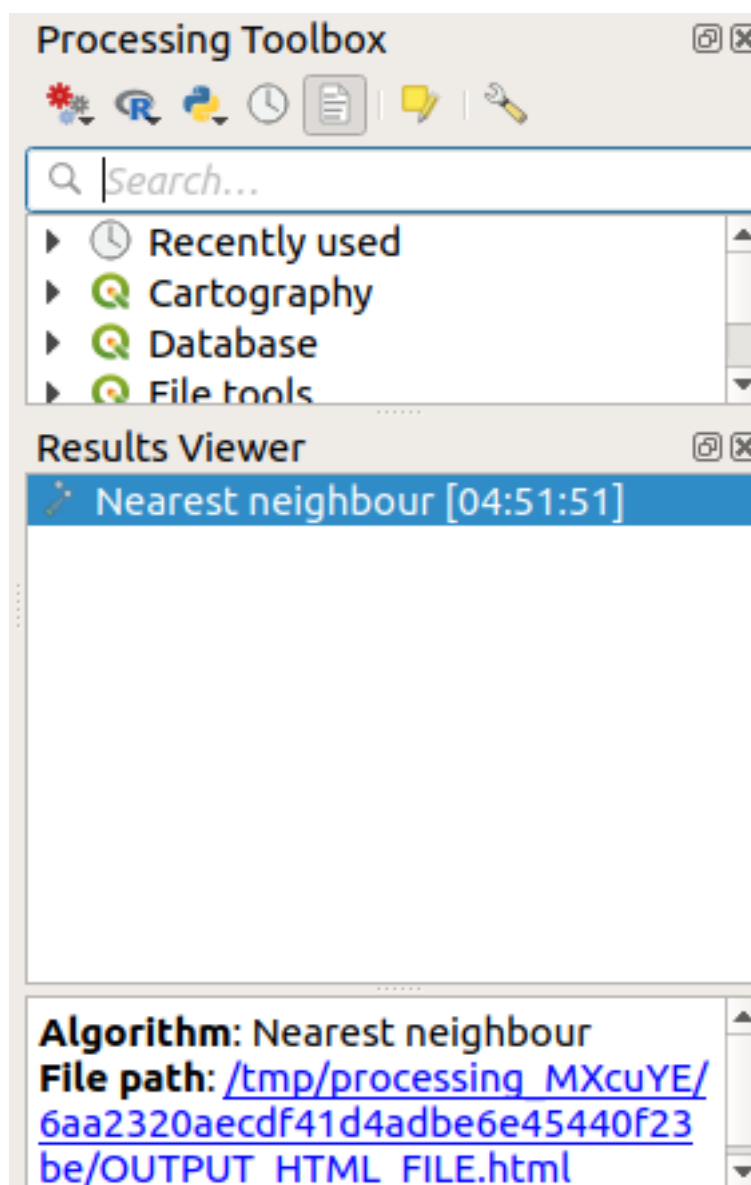 Processing Toolbox
Search...
Recently used
Cartography
Database
File tools
Results Viewer
Nearest neighbour [04:51:51]
Algorithm: Nearest neighbour
File path: /tmp/processing_MXcuYE/
6aa2320aecdf41d4adbe6e45440f23
be/OUTPUT_HTML_FILE.html